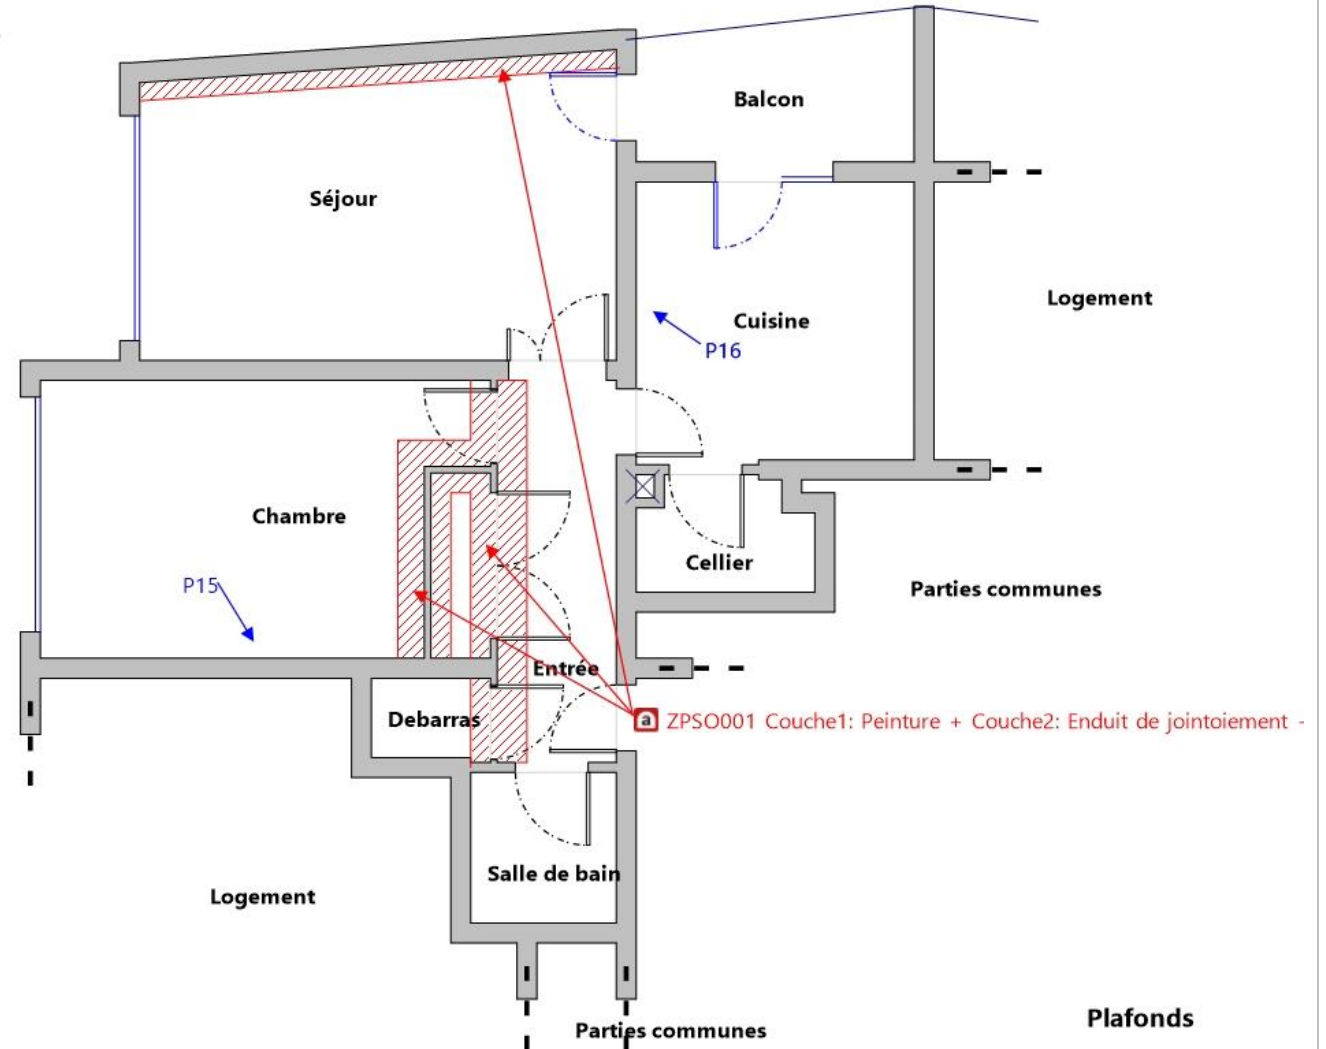 Balcon
Séjour
Logement
Cuisine
P16
Chambre
Cellier
P15
Parties communes
Entrée
Debarras
a ZPSO001 Couche1: Peinture + Couche2: Enduit de jointoiement -
Salle de bain
Logement
Plafonds
Parties communes